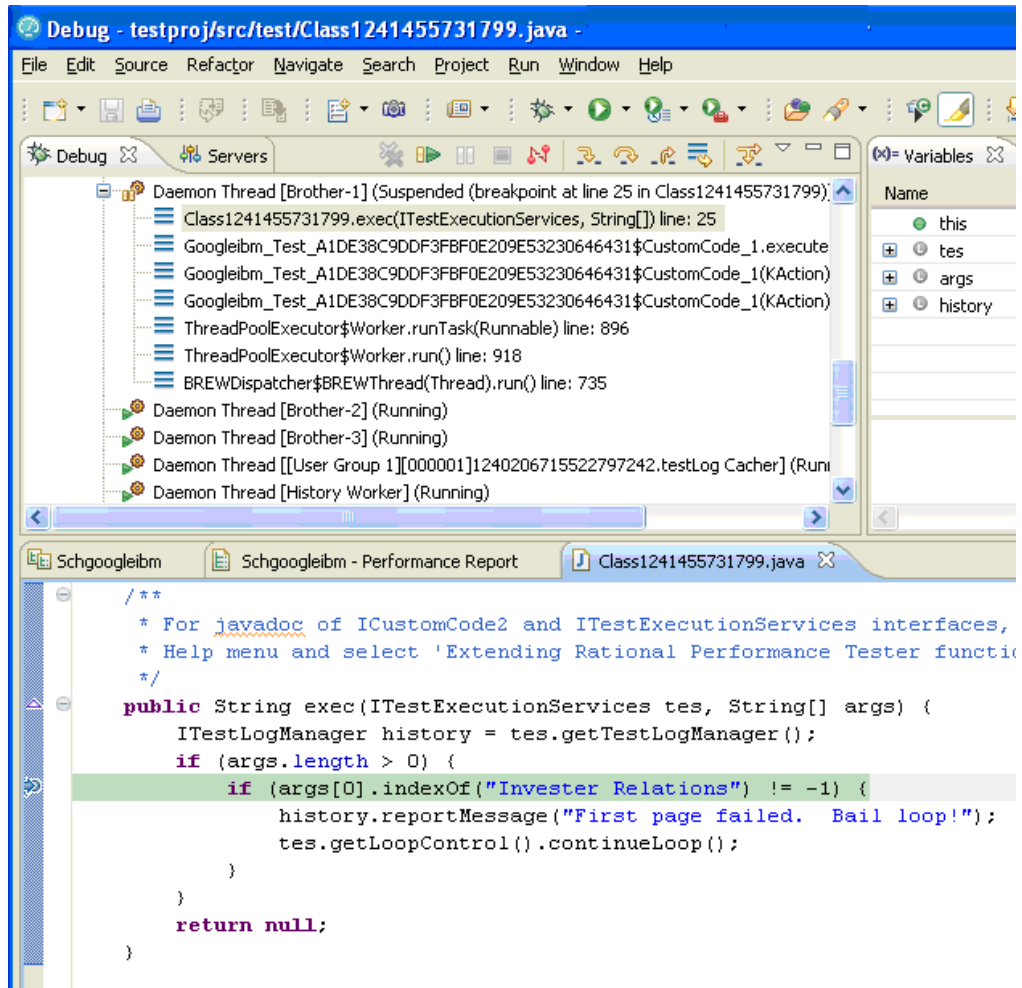 Debug - testproj/src/test/Class1241455731799.java -
File Edit Source Refactor Navigate Search Project Run Window Help
Debug Servers
(x)= Variables
Daemon Thread [Brother-1] (Suspended (breakpoint at line 25 in Class1241455731799)
Class1241455731799.exec(ITestExecutionServices, String[]) line: 25
Googleibm_Test_A1DE38C9DDF3FBF0E209E53230646431$CustomCode_1.execute
Googleibm_Test_A1DE38C9DDF3FBF0E209E53230646431$CustomCode_1(KAction)
Googleibm_Test_A1DE38C9DDF3FBF0E209E53230646431$CustomCode_1(KAction)
ThreadPoolExecutor$Worker.runTask(Runnable) line: 896
ThreadPoolExecutor$Worker.run() line: 918
BREWDispatcher$BREWThread(Thread).run() line: 735
Daemon Thread [Brother-2] (Running)
Daemon Thread [Brother-3] (Running)
Daemon Thread [[User Group 1][000001]1240206715522797242.testLog Cacher] (Runn
Daemon Thread [History Worker] (Running)
Name
this
tes
args
history
Schgoogleibm Schgoogleibm - Performance Report Class1241455731799.java
/**
* For javadoc of ICustomCode2 and ITestExecutionServices interfaces,
* Help menu and select 'Extending Rational Performance Tester functio
*/
public String exec(ITestExecutionServices tes, String[] args) {
ITestLogManager history = tes.getTestLogManager();
if (args.length > 0) {
if (args[0].indexOf("Invester Relations") != -1) {
history.reportMessage("First page failed.  Bail loop!");
tes.getLoopControl().continueLoop();
}
}
return null;
}